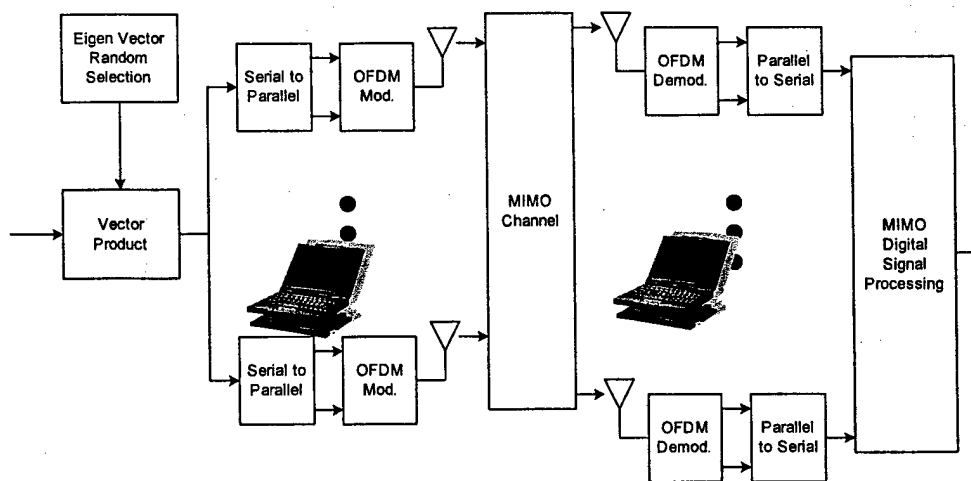 Eigen Vector
Random
Selection
Vector
Product
Serial to
Parallel
OFDM
Mod.
Serial to
Parallel
OFDM
Mod.
MIMO
Channel
OFDM
Demod.
Parallel
to Serial
OFDM
Demod.
Parallel
to Serial
MIMO
Digital
Signal
Processing